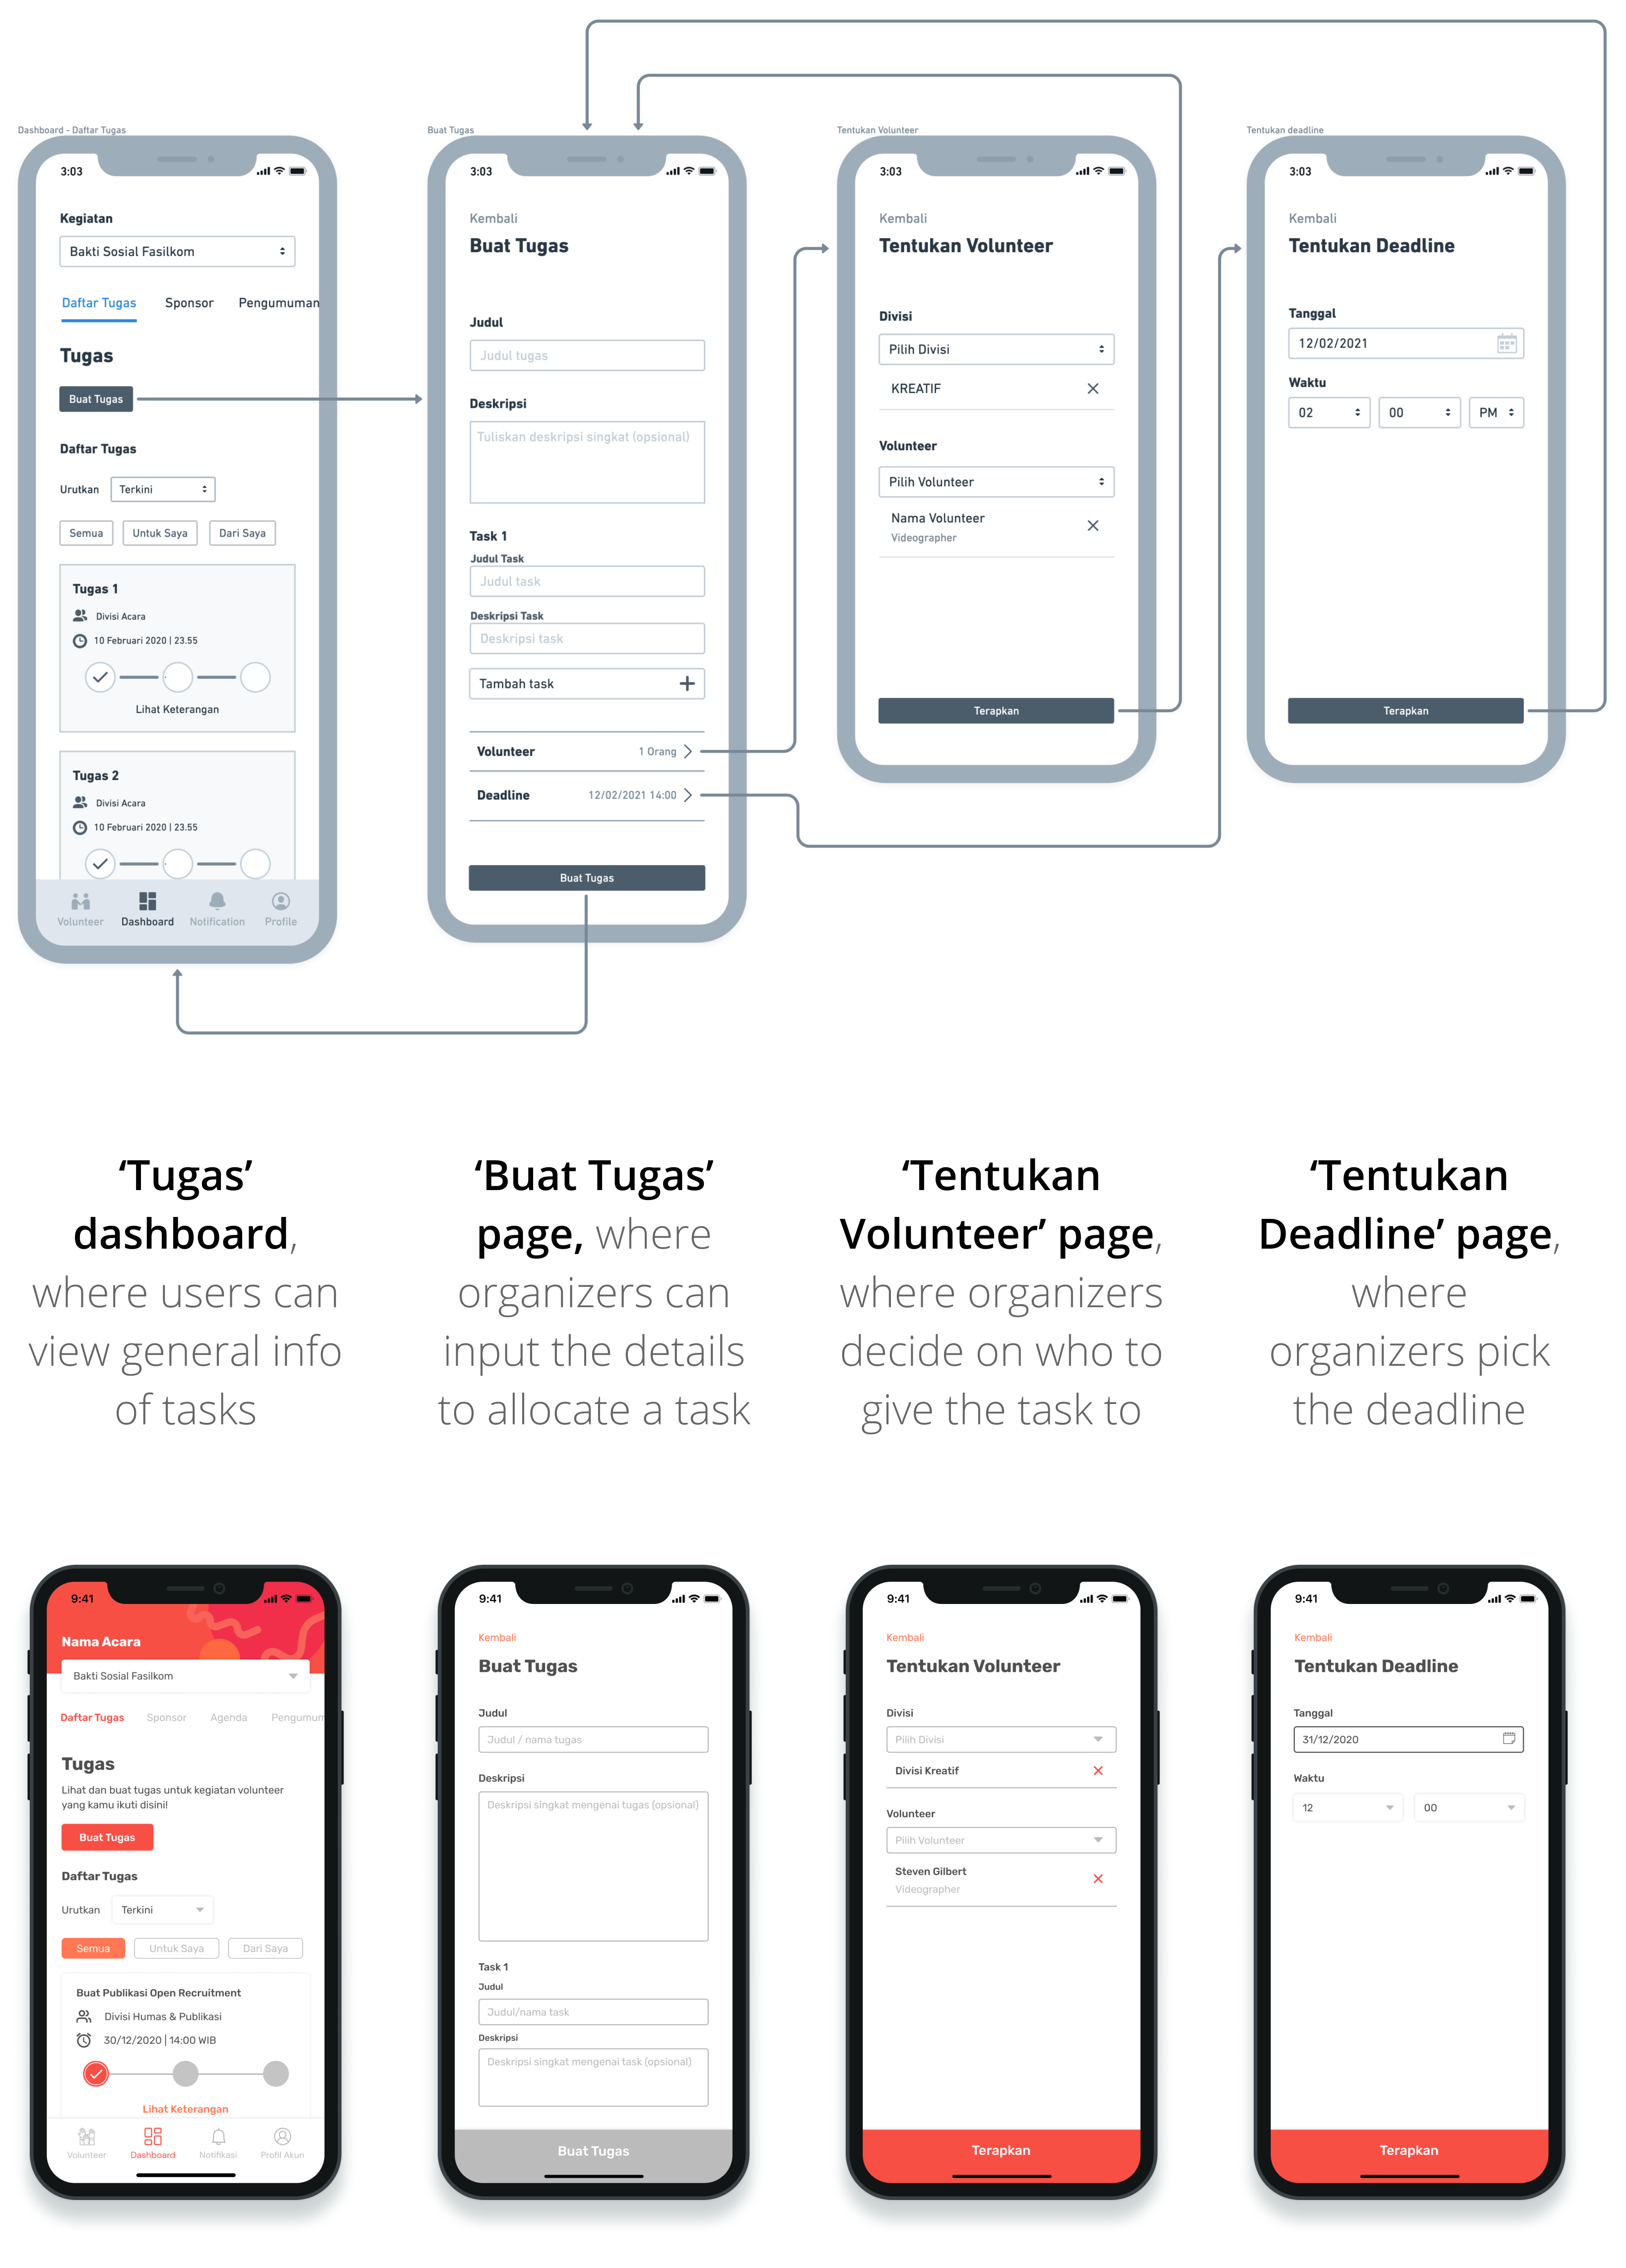 Dashboard - Daftar Tugas
3:03
Kegiatan
Bakti Sosial Fasilkom
Daftar Tugas Sponsor Pengumuman
Tugas
Buat Tugas
Daftar Tugas
Urutkan Terkini
Semua Untuk Saya Dari Saya
Tugas 1
Divisi Acara
10 Februari 2020 | 23.55
Lihat Keterangan
Tugas 2
Divisi Acara
10 Februari 2020 | 23.55
Volunteer Dashboard Notification Profile
Buat Tugas
3:03
Kembali
Buat Tugas
Judul
Judul tugas
Deskripsi
Tuliskan deskripsi singkat (opsional)
Task 1
Judul Task
Judul task
Deskripsi Task
Deskripsi task
Tambah task
Volunteer 1 Orang
Deadline 12/02/2021 14:00
Buat Tugas
Tentukan Volunteer
3:03
Kembali
Tentukan Volunteer
Divisi
Pilih Divisi
KREATIF
Volunteer
Pilih Volunteer
Nama Volunteer
Videographer
Terapkan
Tentukan deadline
3:03
Kembali
Tentukan Deadline
Tanggal
12/02/2021
Waktu
02 00 PM
Terapkan
‘Tugas’
dashboard,
where users can
view general info
of tasks
‘Buat Tugas’
page, where
organizers can
input the details
to allocate a task
‘Tentukan
Volunteer’ page,
where organizers
decide on who to
give the task to
‘Tentukan
Deadline’ page,
where
organizers pick
the deadline
9:41
Nama Acara
Bakti Sosial Fasilkom
Daftar Tugas Sponsor Agenda Pengumum
Tugas
Lihat dan buat tugas untuk kegiatan volunteer
yang kamu ikuti disini!
Buat Tugas
Daftar Tugas
Urutkan Terkini
Semua Untuk Saya Dari Saya
Buat Publikasi Open Recruitment
Divisi Humas & Publikasi
30/12/2020 | 14:00 WIB
Lihat Keterangan
Volunteer Dashboard Notifikasi Profil Akun
9:41
Kembali
Buat Tugas
Judul
Judul / nama tugas
Deskripsi
Deskripsi singkat mengenai tugas (opsional)
Task 1
Judul
Judul/nama task
Deskripsi
Deskripsi singkat mengenai task (opsional)
Buat Tugas
9:41
Kembali
Tentukan Volunteer
Divisi
Pilih Divisi
Divisi Kreatif
Volunteer
Pilih Volunteer
Steven Gilbert
Videographer
Terapkan
9:41
Kembali
Tentukan Deadline
Tanggal
31/12/2020
Waktu
12 00
Terapkan